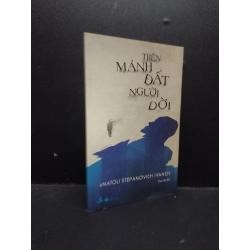 TRÊN
MẢNH
ĐẤT
NGƯỜI
ĐỜI
ANATOLI STEPANOVICH IVANOV